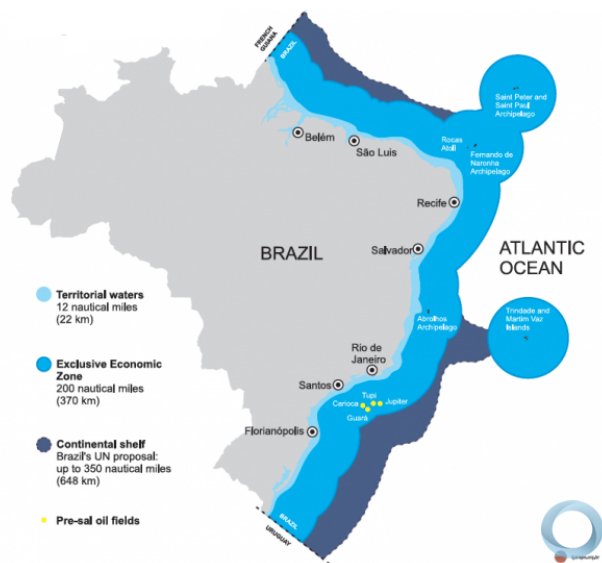 FRENCH
GUIANA
BRAZIL
Saint Peter and
Saint Paul
Archipelago
Belém
São Luis
Rocas
Atoll
Fernando de
Naronha
Archipelago
Recife
BRAZIL
Salvador
ATLANTIC
OCEAN
Territorial waters
12 nautical miles
(22 km)
Abrolhos
Archipelago
Trindade and
Martim Vaz
Islands
Exclusive Economic
Zone
200 nautical miles
(370 km)
Rio de
Janeiro
Santos
Tupi
Carioca
Jupiter
Guará
Florianópolis
Continental shelf
Brazil's UN proposal:
up to 350 nautical miles
(648 km)
Pre-sal oil fields
BRAZIL
URUGUAY